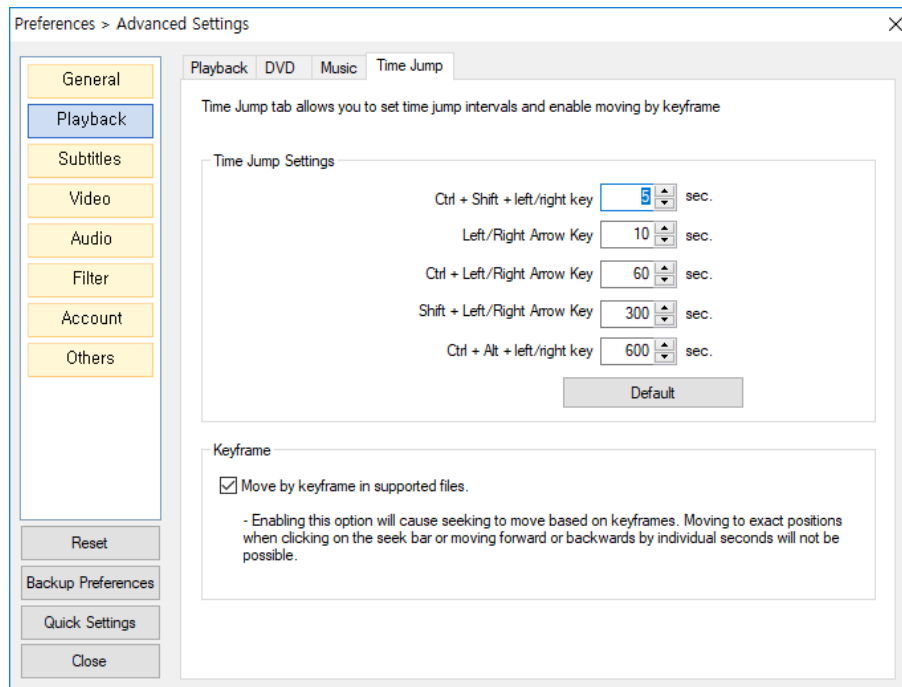 Preferences > Advanced Settings
General
Playback
Subtitles
Video
Audio
Filter
Account
Others
Reset
Backup Preferences
Quick Settings
Close
Playback DVD Music Time Jump
Time Jump tab allows you to set time jump intervals and enable moving by keyframe
Time Jump Settings
Ctrl + Shift + left/right key 5 sec.
Left/Right Arrow Key 10 sec.
Ctrl + Left/Right Arrow Key 60 sec.
Shift + Left/Right Arrow Key 300 sec.
Ctrl + Alt + left/right key 600 sec.
Default
Keyframe
Move by keyframe in supported files.
- Enabling this option will cause seeking to move based on keyframes. Moving to exact positions
when clicking on the seek bar or moving forward or backwards by individual seconds will not be
possible.